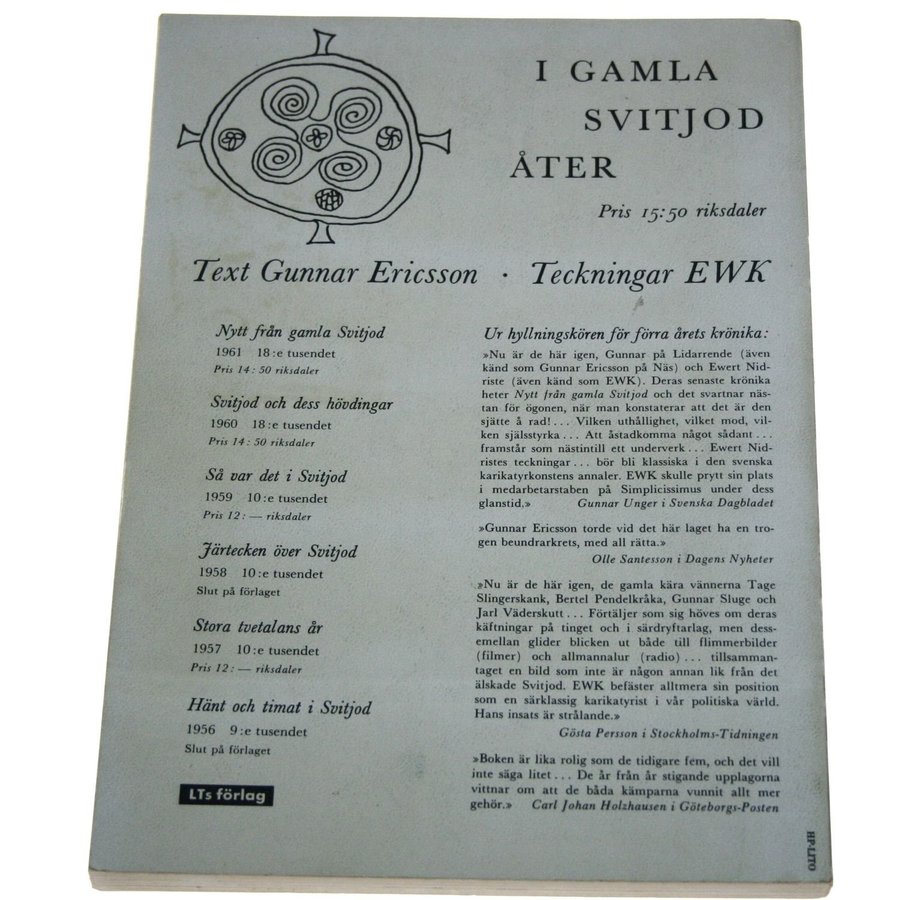 I GAMLA
SVITJOD
ÅTER
Pris 15:50 riksdaler
Text Gunnar Ericsson · Teckningar EWK
Nytt från gamla Svitjod
1961 18:e tusendet
Pris 14:50 riksdaler
Svitjod och dess hövdingar
1960 18:e tusendet
Pris 14:50 riksdaler
Så var det i Svitjod
1959 10:e tusendet
Pris 12:— riksdaler
Järtecken över Svitjod
1958 10:e tusendet
Slut på förlaget
Stora tvetalans år
1957 10:e tusendet
Pris 12:— riksdaler
Hänt och timat i Svitjod
1956 9:e tusendet
Slut på förlaget
LTs förlag
Ur hyllningskören för förra årets krönika:
»Nu är de här igen, Gunnar på Lidarrende (även
känd som Gunnar Ericsson på Näs) och Ewert Nid-
riste (även känd som EWK). Deras senaste krönika
heter Nytt från gamla Svitjod och det svartnar näs-
tan för ögonen, när man konstaterar att det är den
sjätte å rad!... Vilken uthållighet, vilket mod, vil-
ken själsstyrka... Att åstadkomma något sådant...
framstår som nästintill ett underverk... Ewert Nid-
ristes teckningar... bör bli klassiska i den svenska
karikatyrkonstens annaler. EWK skulle prytt sin plats
i medarbetarstaben på Simplicissimus under dess
glanstid.» Gunnar Unger i Svenska Dagbladet
»Gunnar Ericsson torde vid det här laget ha en tro-
gen beundrarkrets, med all rätta.»
Olle Santesson i Dagens Nyheter
»Nu är de här igen, de gamla kära vännerna Tage
Slingerskank, Bertel Pendelkråka, Gunnar Sluge och
Jarl Väderskutt... Förtäljer som sig höves om deras
käftningar på tinget och i särdryftarlag, men dess-
emellan glider blicken ut både till flimmerbilder
(filmer) och allmannalur (radio)... tillsamman-
taget en bild som inte är någon annan lik från det
älskade Svitjod. EWK befäster alltmera sin position
som en särklassig karikatyrist i vår politiska värld.
Hans insats är strålande.»
Gösta Persson i Stockholms-Tidningen
»Boken är lika rolig som de tidigare fem, och det vill
inte säga litet... De år från år stigande upplagorna
vittnar om att de båda kämparna vunnit allt mer
gehör.» Carl Johan Holzhausen i Göteborgs-Posten
HP-LITO